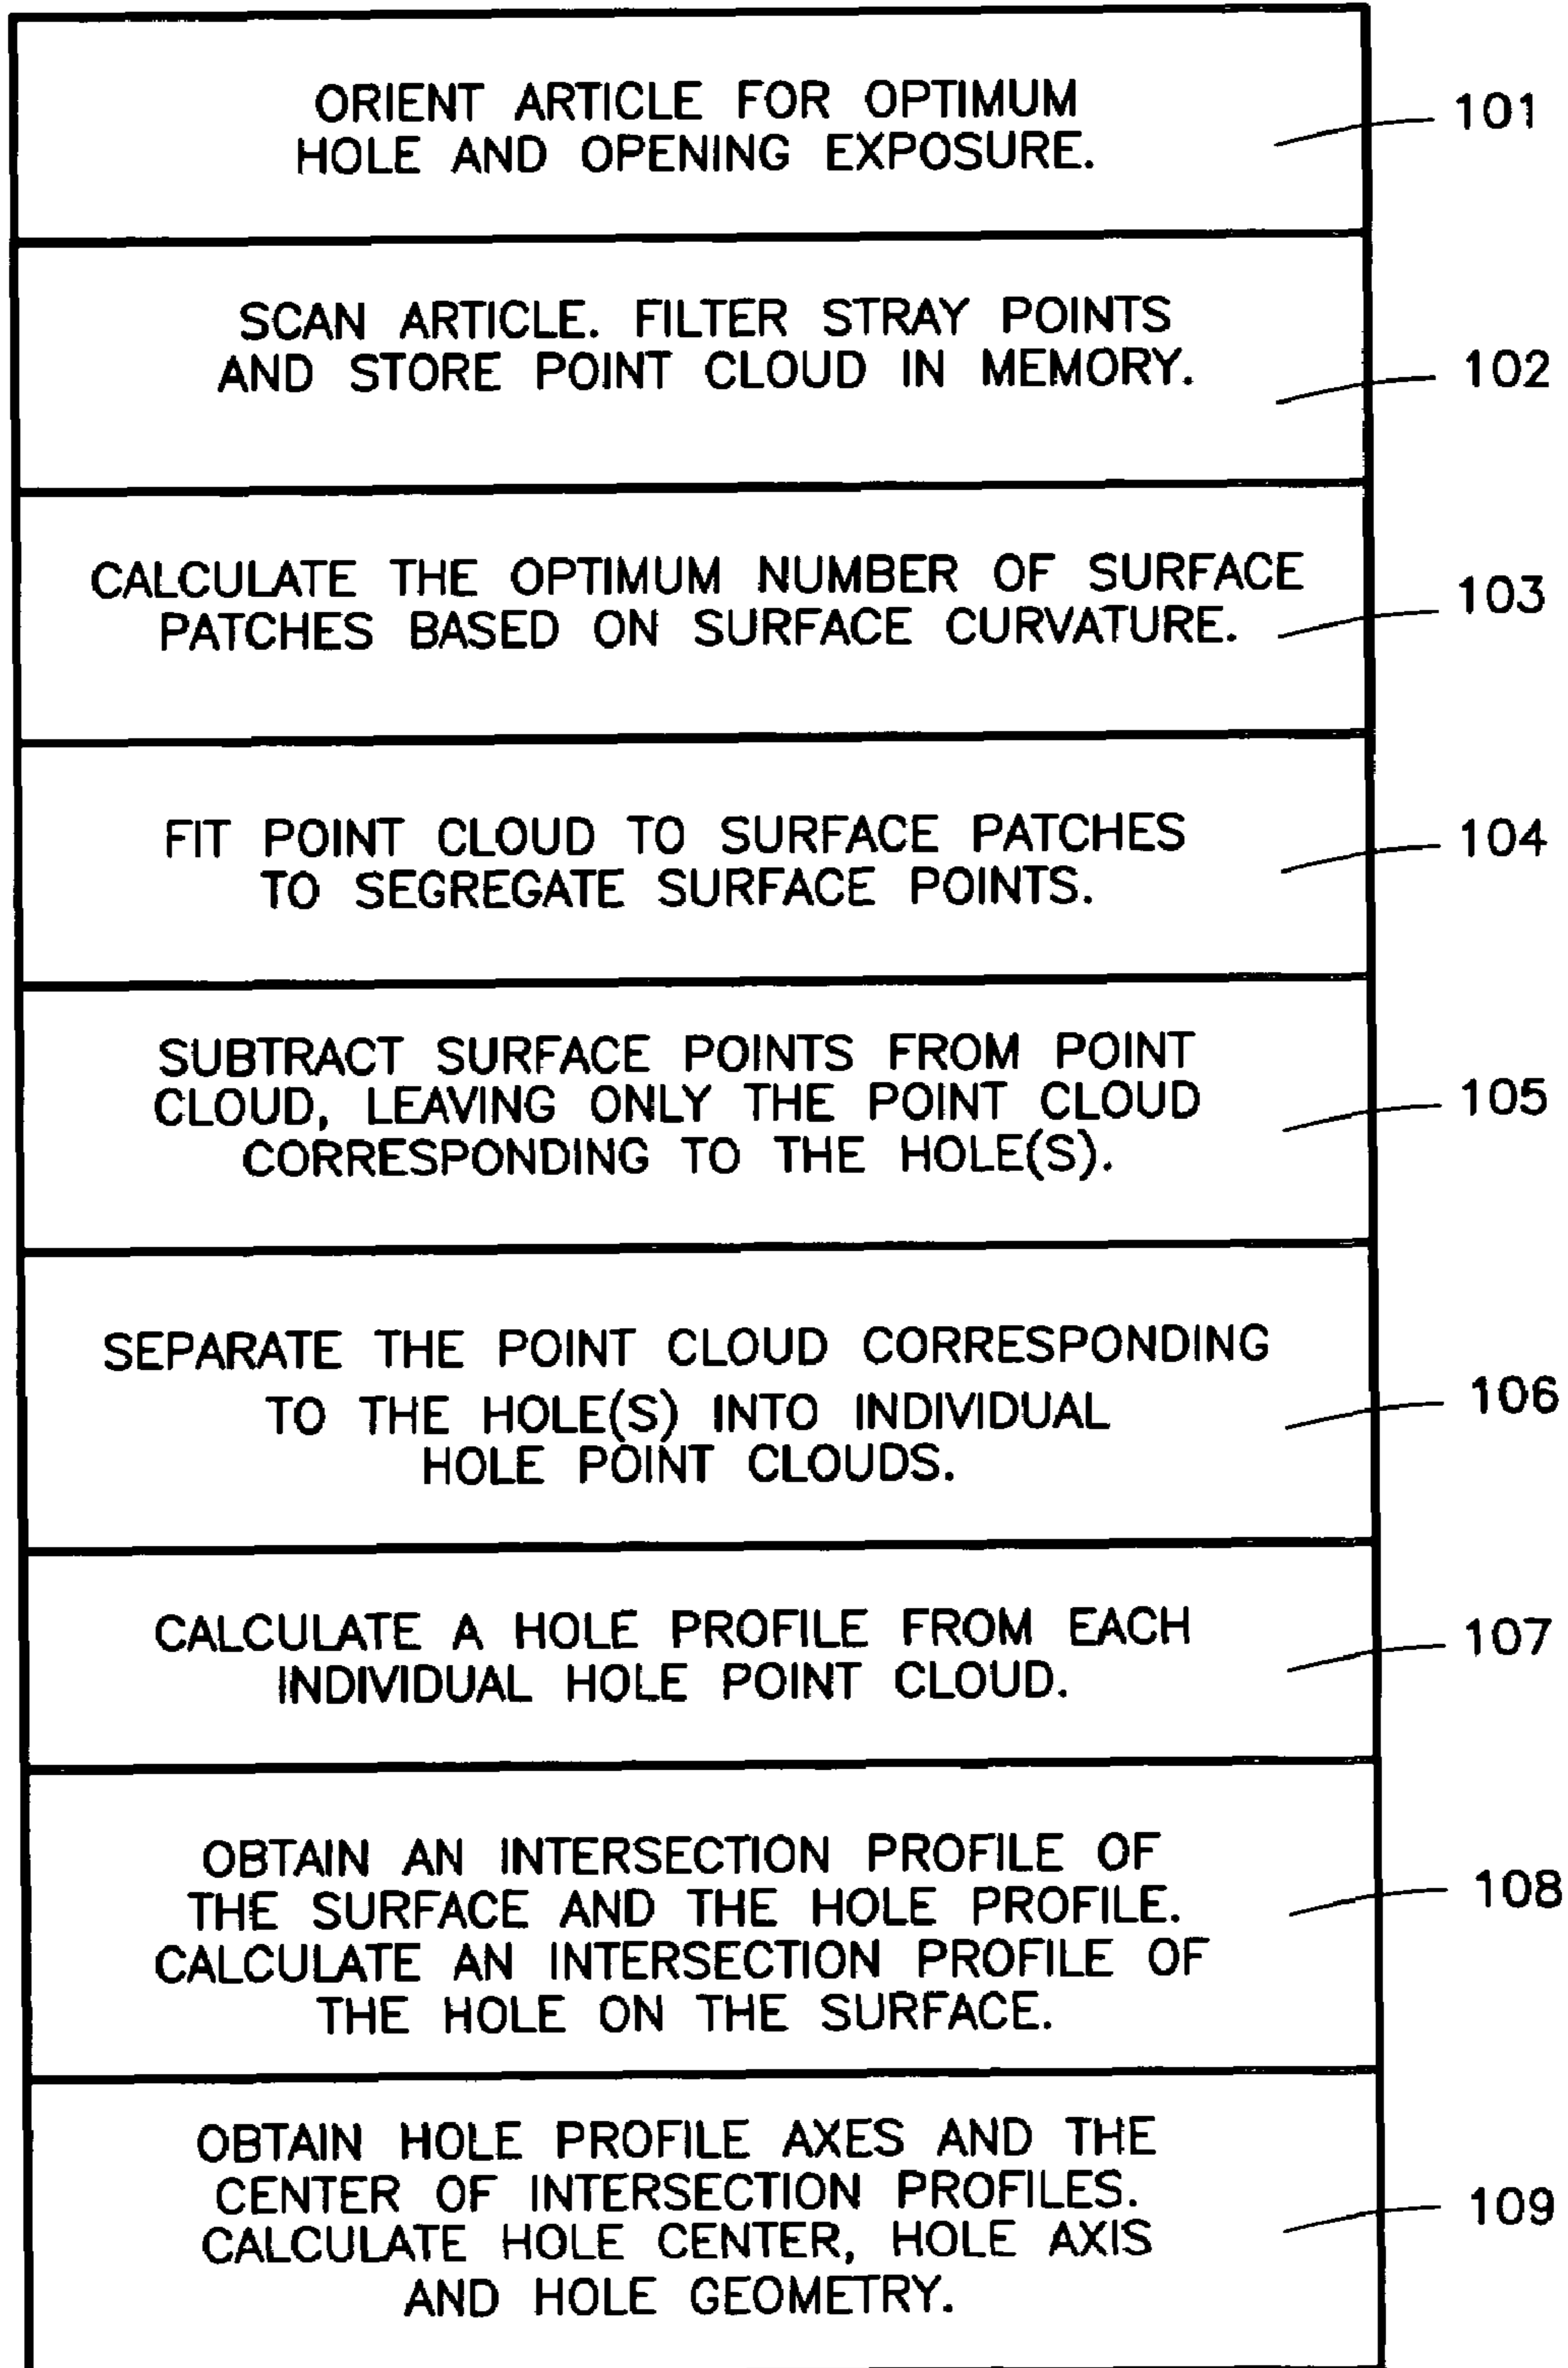 ORIENT ARTICLE FOR OPTIMUM
HOLE AND OPENING EXPOSURE.
101
SCAN ARTICLE. FILTER STRAY POINTS
AND STORE POINT CLOUD IN MEMORY.
102
CALCULATE THE OPTIMUM NUMBER OF SURFACE
PATCHES BASED ON SURFACE CURVATURE.
103
FIT POINT CLOUD TO SURFACE PATCHES
TO SEGREGATE SURFACE POINTS.
104
SUBTRACT SURFACE POINTS FROM POINT
CLOUD, LEAVING ONLY THE POINT CLOUD
CORRESPONDING TO THE HOLE(S).
105
SEPARATE THE POINT CLOUD CORRESPONDING
TO THE HOLE(S) INTO INDIVIDUAL
HOLE POINT CLOUDS.
106
CALCULATE A HOLE PROFILE FROM EACH
INDIVIDUAL HOLE POINT CLOUD.
107
OBTAIN AN INTERSECTION PROFILE OF
THE SURFACE AND THE HOLE PROFILE.
CALCULATE AN INTERSECTION PROFILE OF
THE HOLE ON THE SURFACE.
108
OBTAIN HOLE PROFILE AXES AND THE
CENTER OF INTERSECTION PROFILES.
CALCULATE HOLE CENTER, HOLE AXIS
AND HOLE GEOMETRY.
109